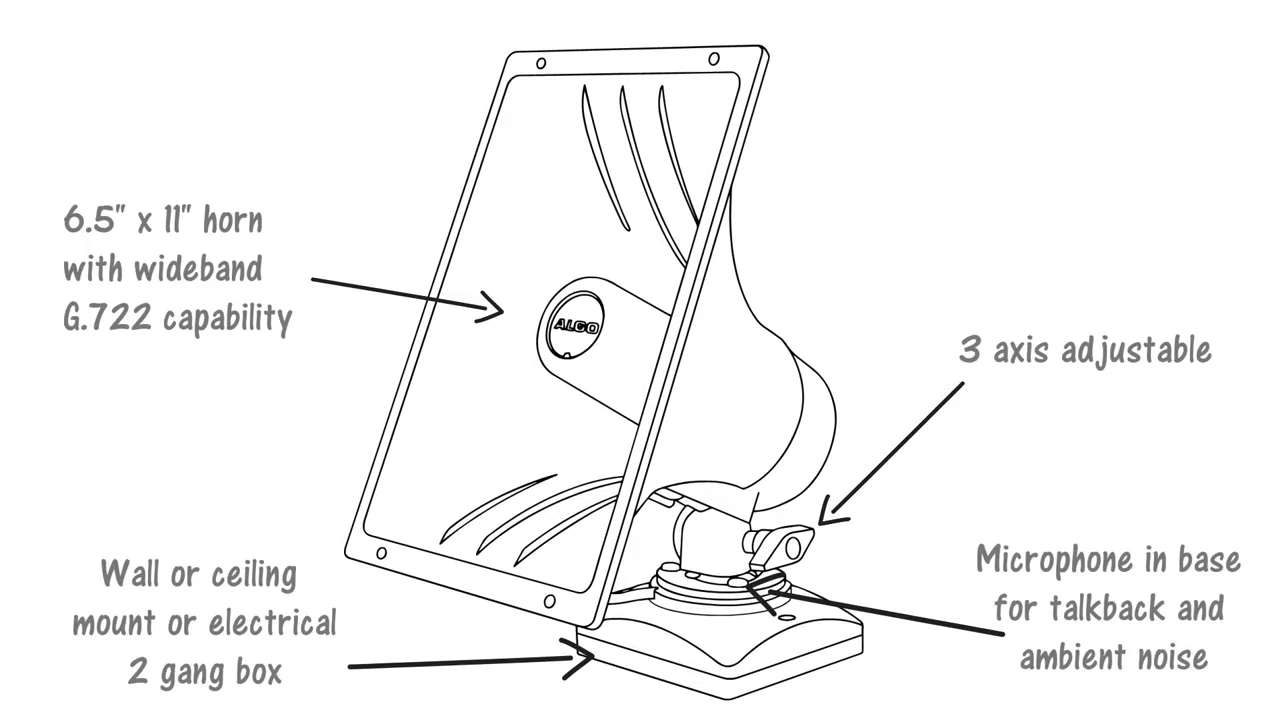 6.5" x 11" horn
with wideband
G.722 capability
ALGO
3 axis adjustable
Wall or ceiling
mount or electrical
2 gang box
Microphone in base
for talkback and
ambient noise